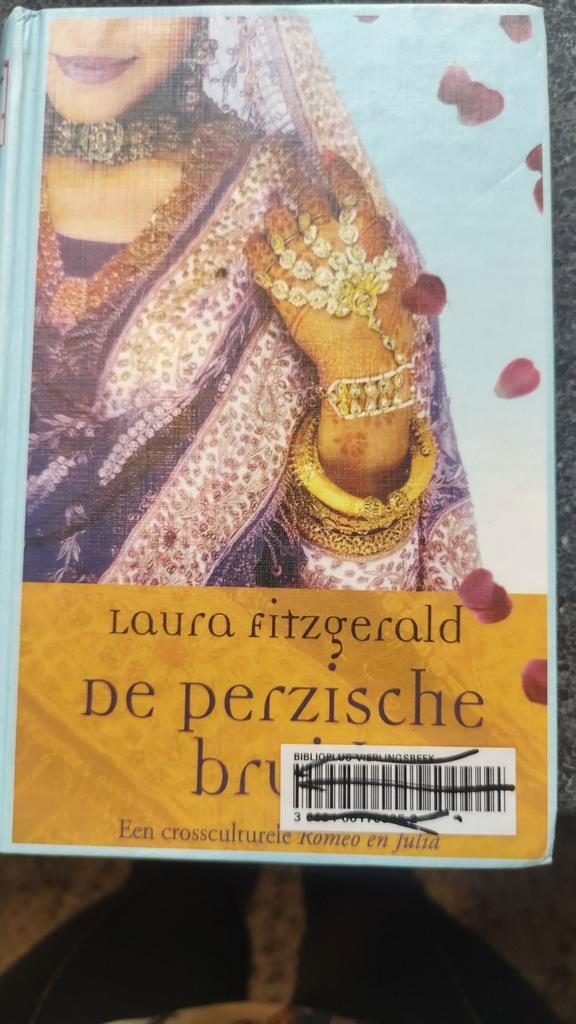 Laura Fitzgerald
De perzische
BIBLIOPLUS VIERLINGSBEEK
Een crossculturele Romeo en Julia